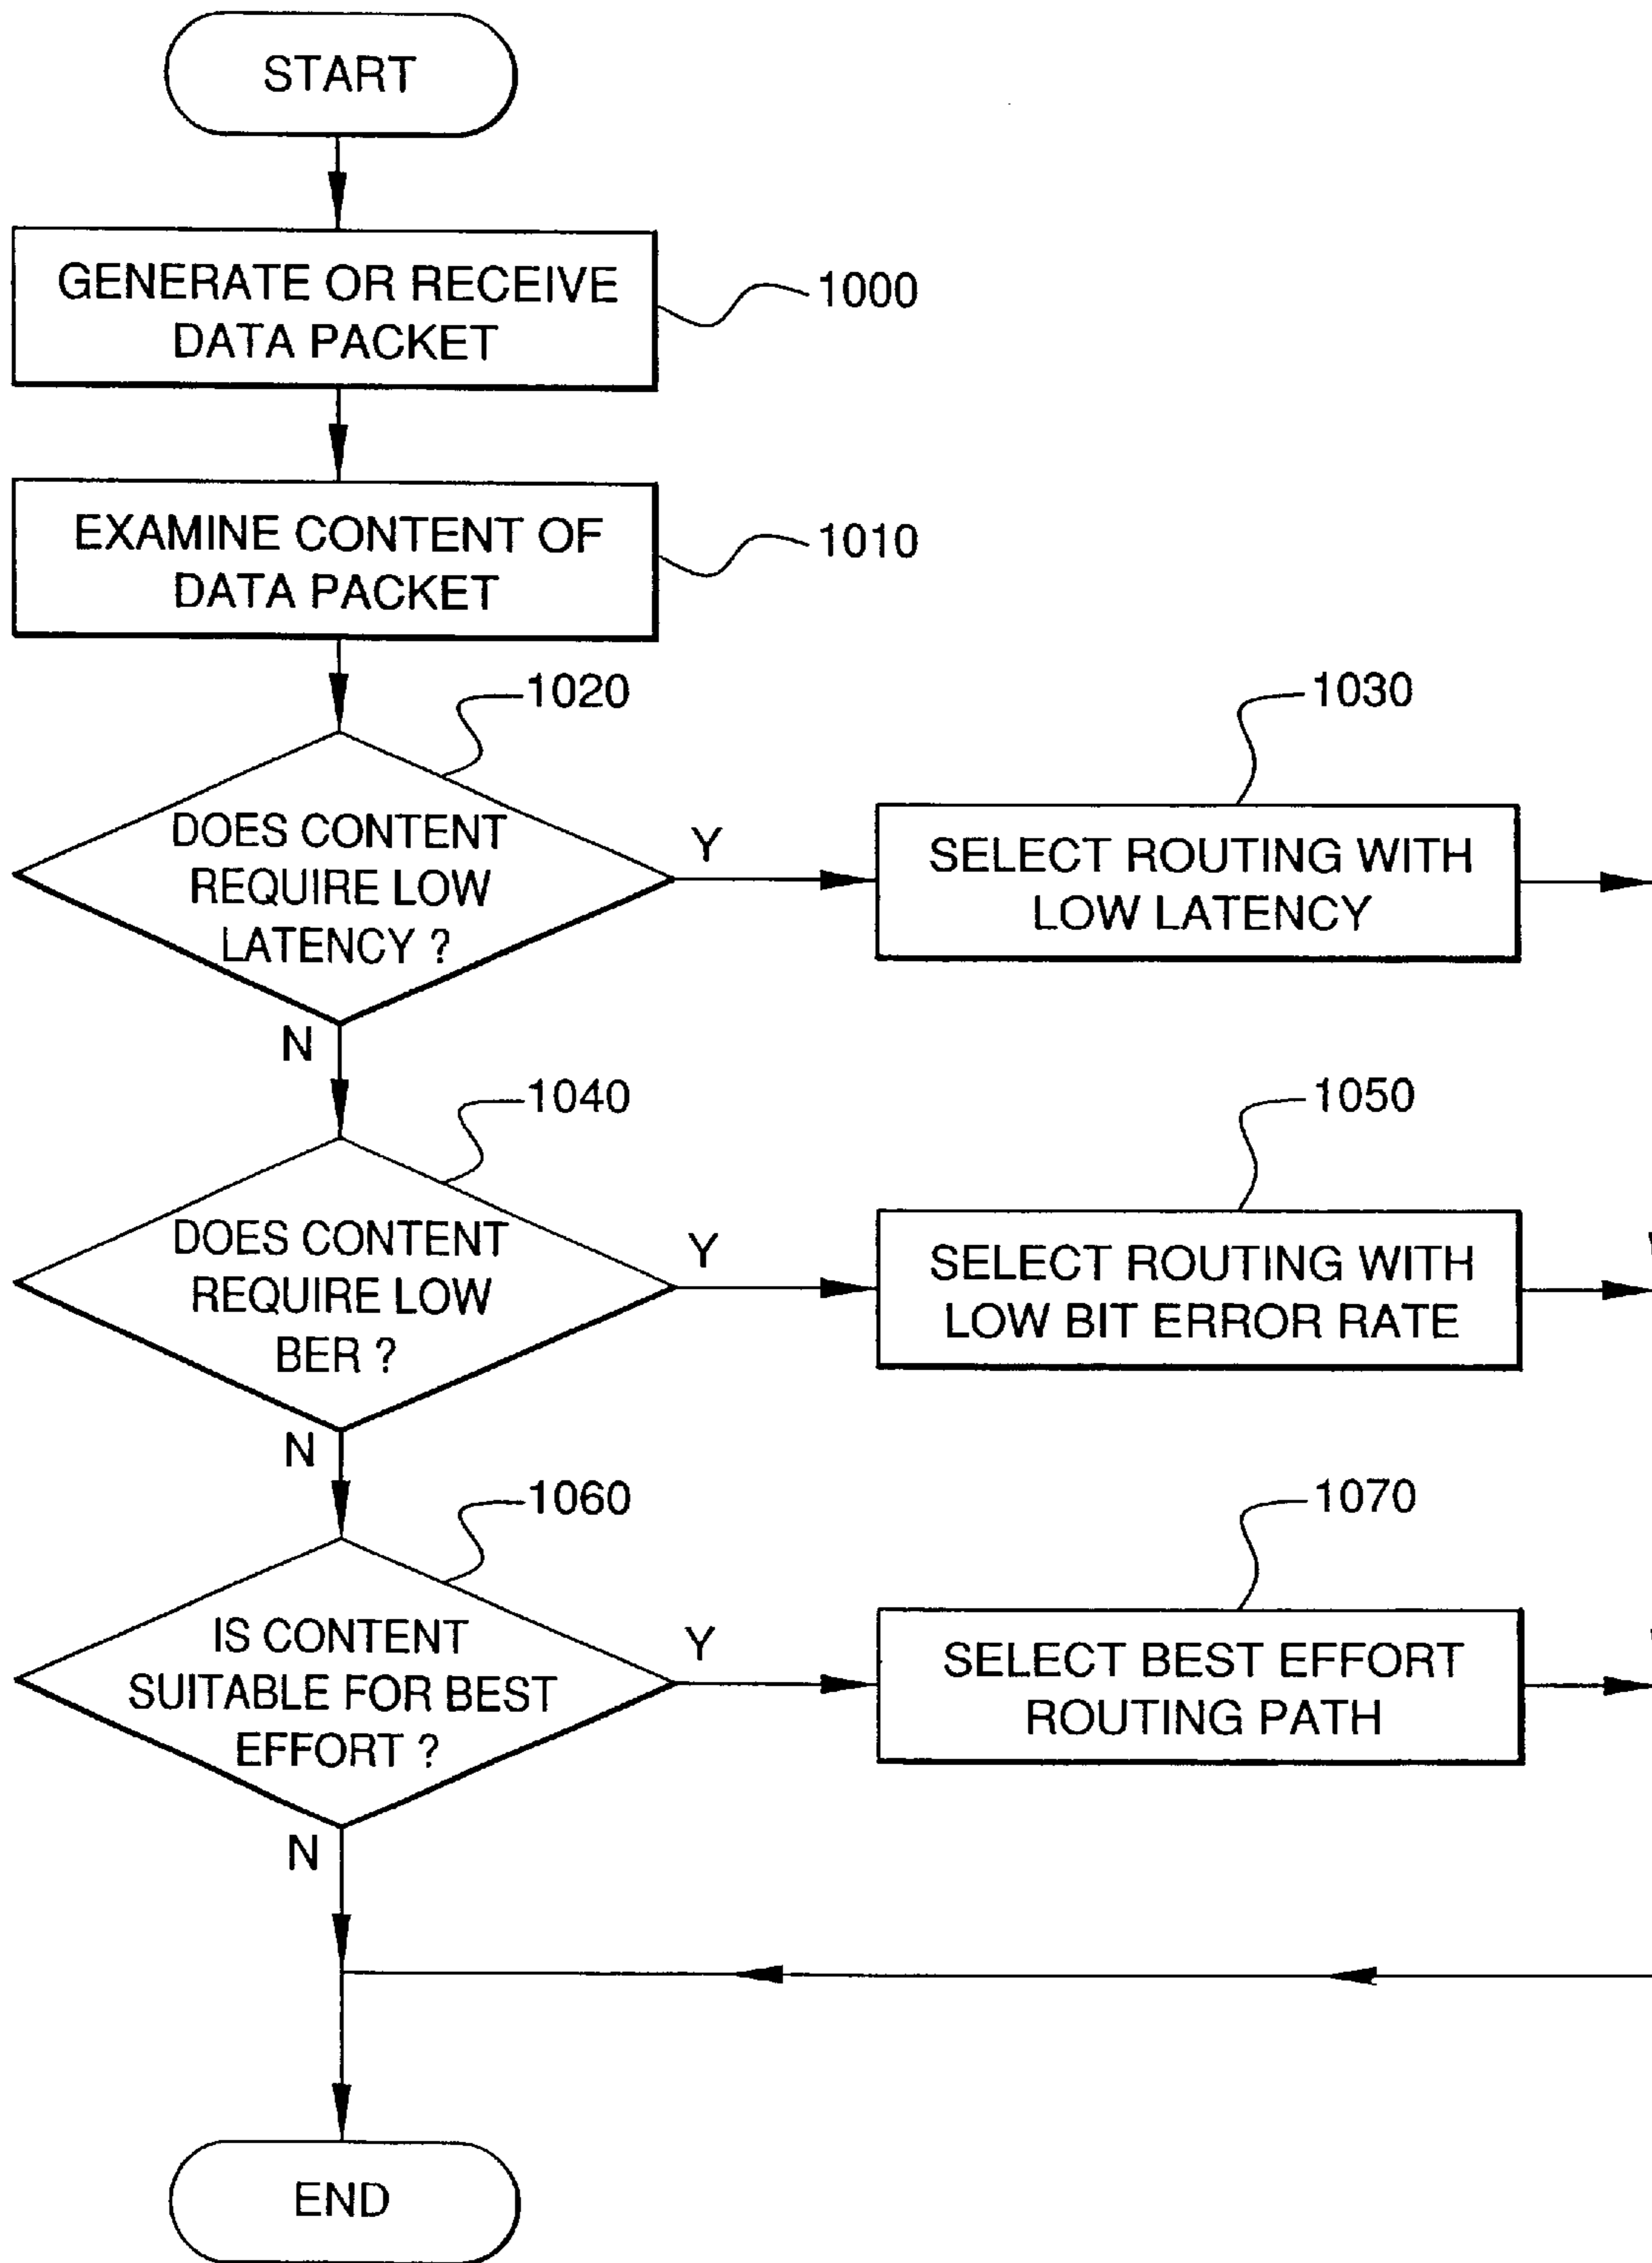 START
GENERATE OR RECEIVE
DATA PACKET
1000
EXAMINE CONTENT OF
DATA PACKET
1010
1020
DOES CONTENT
REQUIRE LOW
LATENCY ?
Y
N
1030
SELECT ROUTING WITH
LOW LATENCY
1040
DOES CONTENT
REQUIRE LOW
BER ?
Y
N
1050
SELECT ROUTING WITH
LOW BIT ERROR RATE
1060
IS CONTENT
SUITABLE FOR BEST
EFFORT ?
Y
N
1070
SELECT BEST EFFORT
ROUTING PATH
END